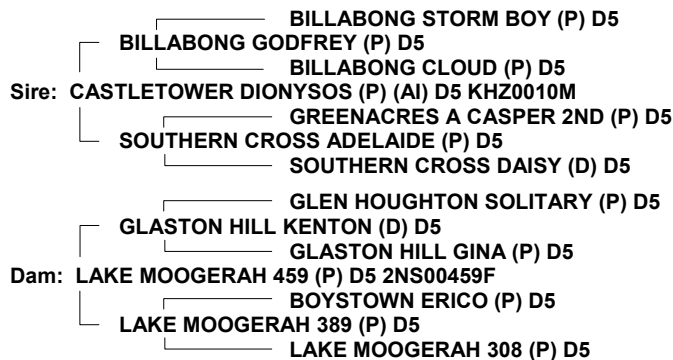 BILLABONG STORM BOY (P) D5
BILLABONG GODFREY (P) D5
BILLABONG CLOUD (P) D5
Sire: CASTLETOWER DIONYSOS (P) (AI) D5 KHZ0010M
GREENACRES A CASPER 2ND (P) D5
SOUTHERN CROSS ADELAIDE (P) D5
SOUTHERN CROSS DAISY (D) D5
GLEN HOUGHTON SOLITARY (P) D5
GLASTON HILL KENTON (D) D5
GLASTON HILL GINA (P) D5
Dam: LAKE MOOGERAH 459 (P) D5 2NS00459F
BOYSTOWN ERICO (P) D5
LAKE MOOGERAH 389 (P) D5
LAKE MOOGERAH 308 (P) D5